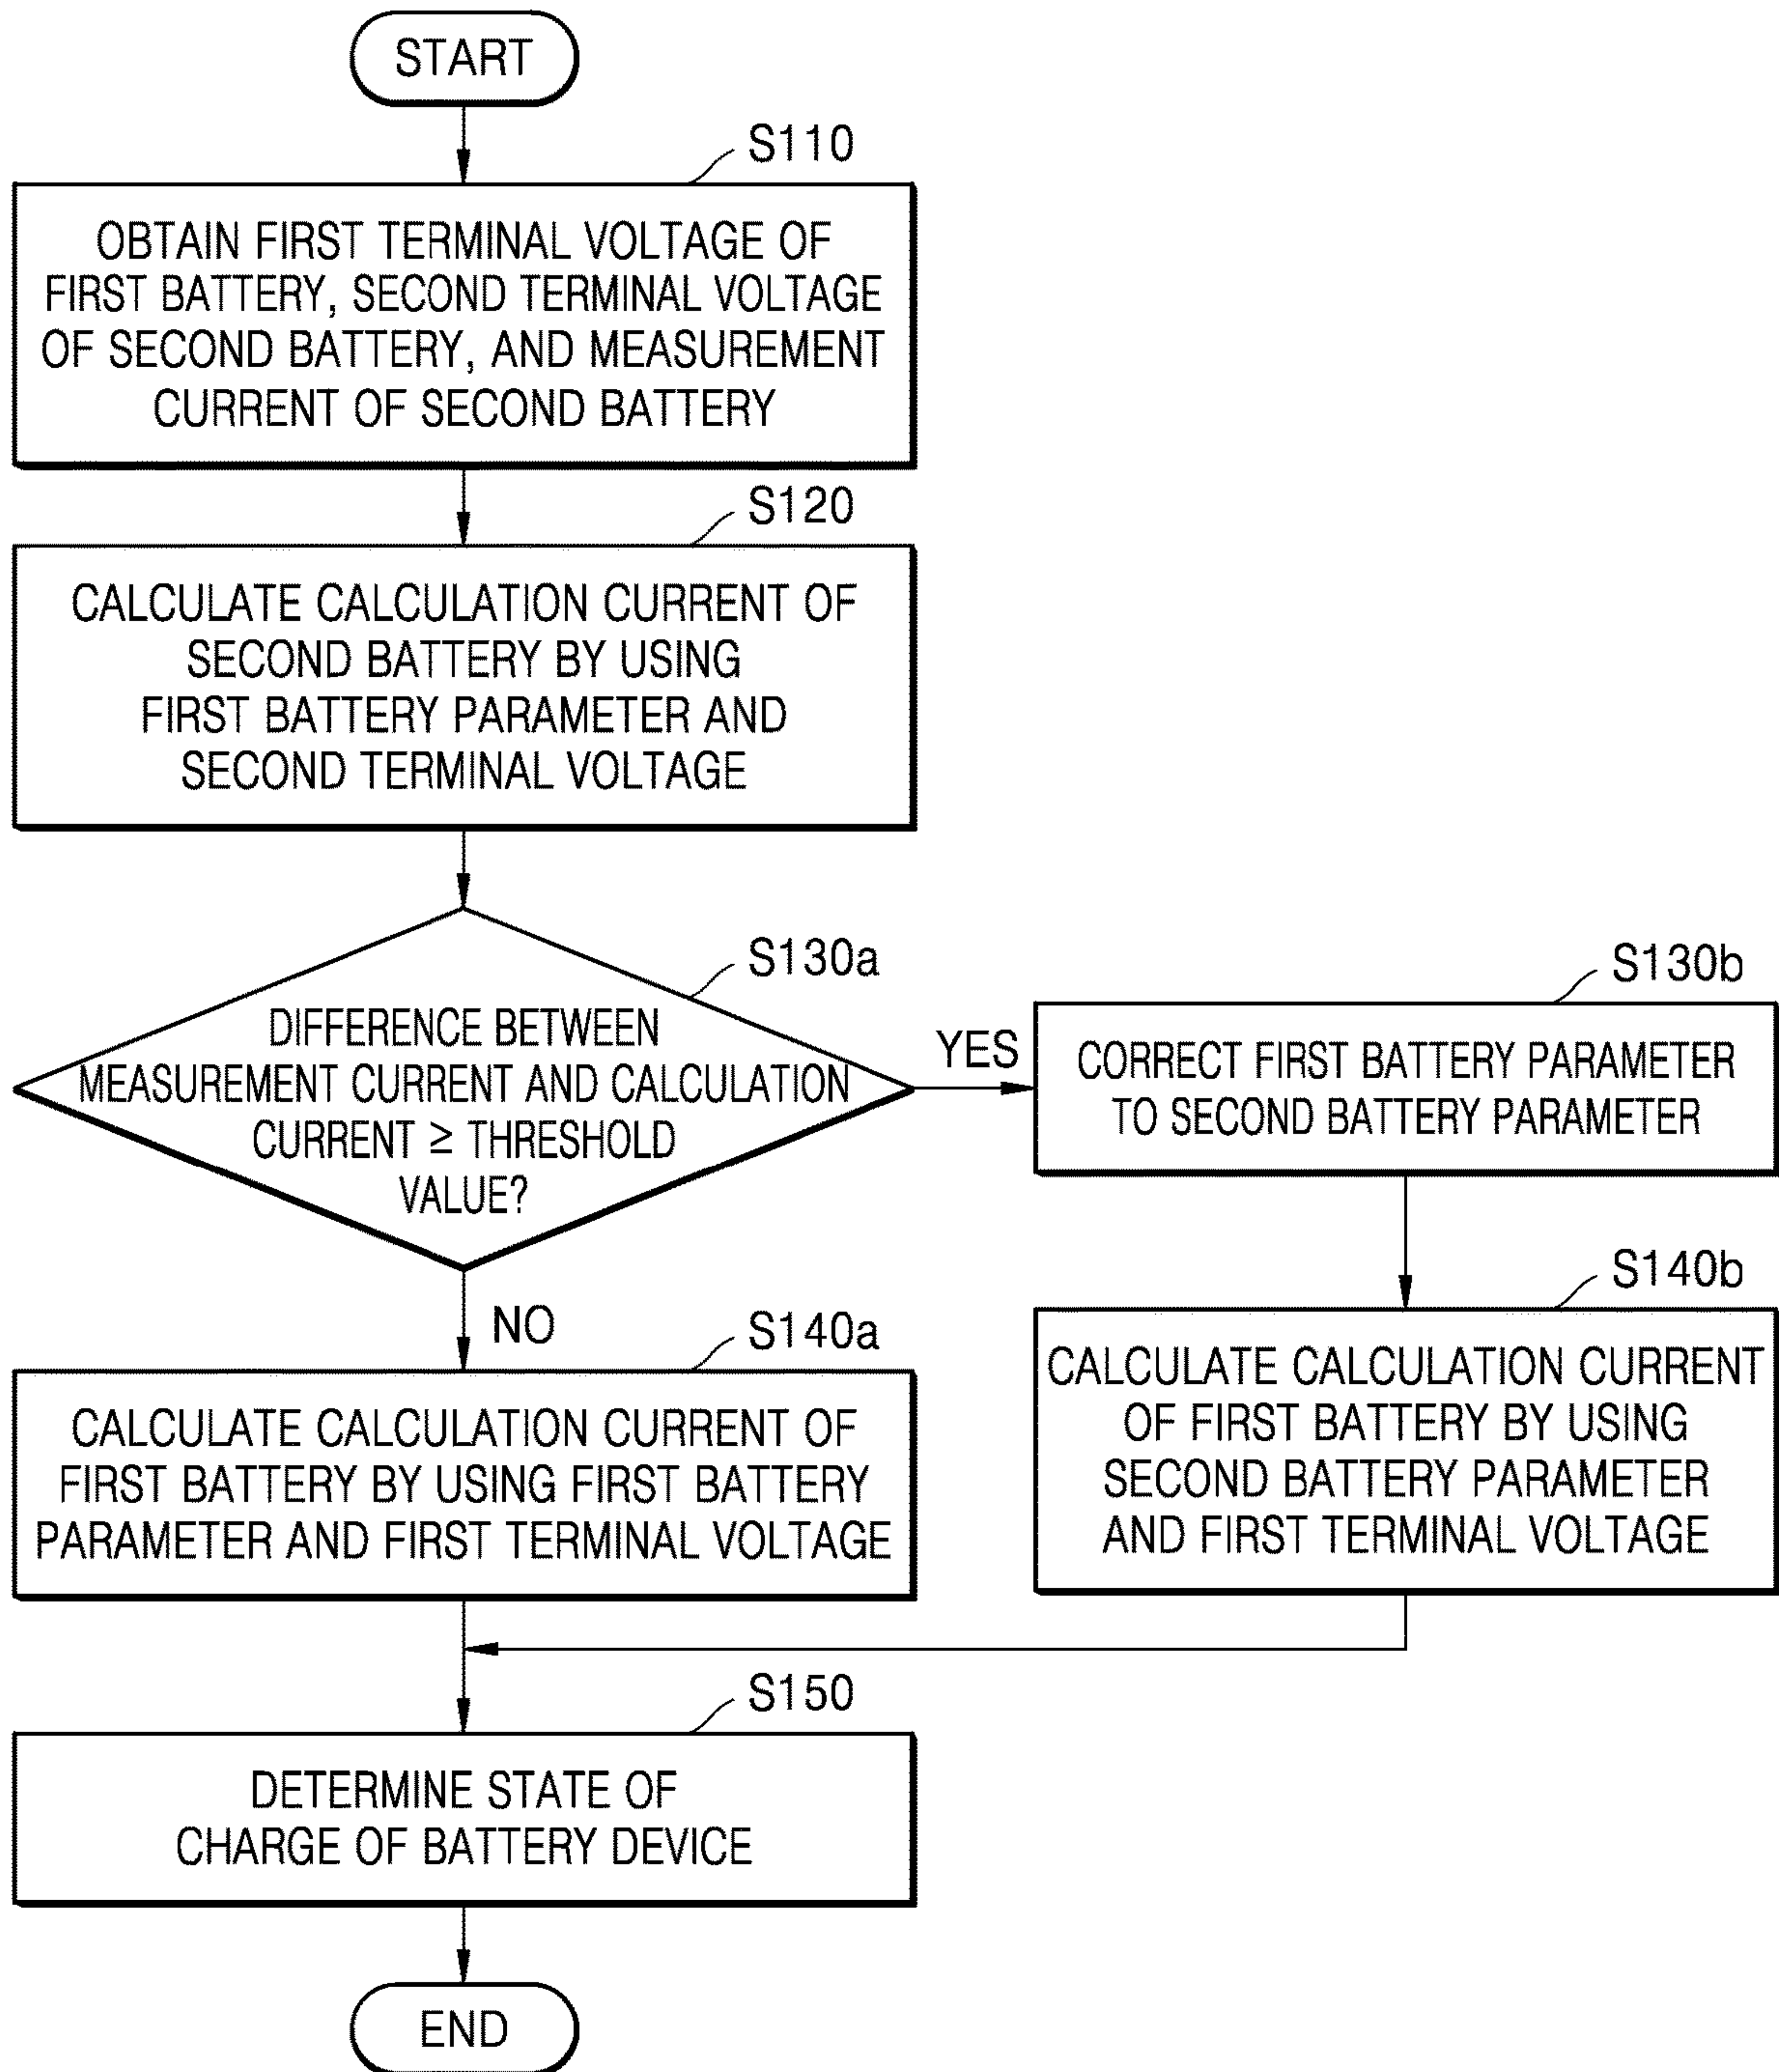 START
S110
OBTAIN FIRST TERMINAL VOLTAGE OF
FIRST BATTERY, SECOND TERMINAL VOLTAGE
OF SECOND BATTERY, AND MEASUREMENT
CURRENT OF SECOND BATTERY
S120
CALCULATE CALCULATION CURRENT OF
SECOND BATTERY BY USING
FIRST BATTERY PARAMETER AND
SECOND TERMINAL VOLTAGE
S130a
DIFFERENCE BETWEEN
MEASUREMENT CURRENT AND CALCULATION
CURRENT ≥ THRESHOLD
VALUE?
YES
S130b
CORRECT FIRST BATTERY PARAMETER
TO SECOND BATTERY PARAMETER
NO
S140a
CALCULATE CALCULATION CURRENT OF
FIRST BATTERY BY USING FIRST BATTERY
PARAMETER AND FIRST TERMINAL VOLTAGE
S140b
CALCULATE CALCULATION CURRENT
OF FIRST BATTERY BY USING
SECOND BATTERY PARAMETER
AND FIRST TERMINAL VOLTAGE
S150
DETERMINE STATE OF
CHARGE OF BATTERY DEVICE
END